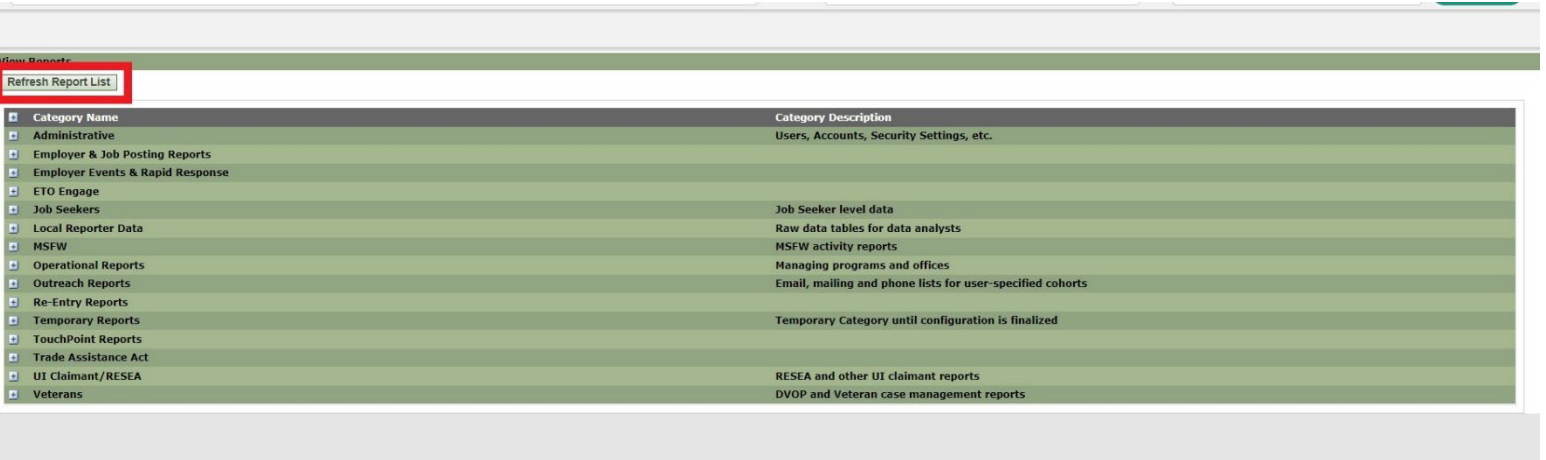 View Reports
Refresh Report List
Category Name Category Description
Administrative Users, Accounts, Security Settings, etc.
Employer & Job Posting Reports
Employer Events & Rapid Response
ETO Engage
Job Seekers Job Seeker level data
Local Reporter Data Raw data tables for data analysts
MSFW MSFW activity reports
Operational Reports Managing programs and offices
Outreach Reports Email, mailing and phone lists for user-specified cohorts
Re-Entry Reports
Temporary Reports Temporary Category until configuration is finalized
TouchPoint Reports
Trade Assistance Act
UI Claimant/RESEA RESEA and other UI claimant reports
Veterans DVOP and Veteran case management reports